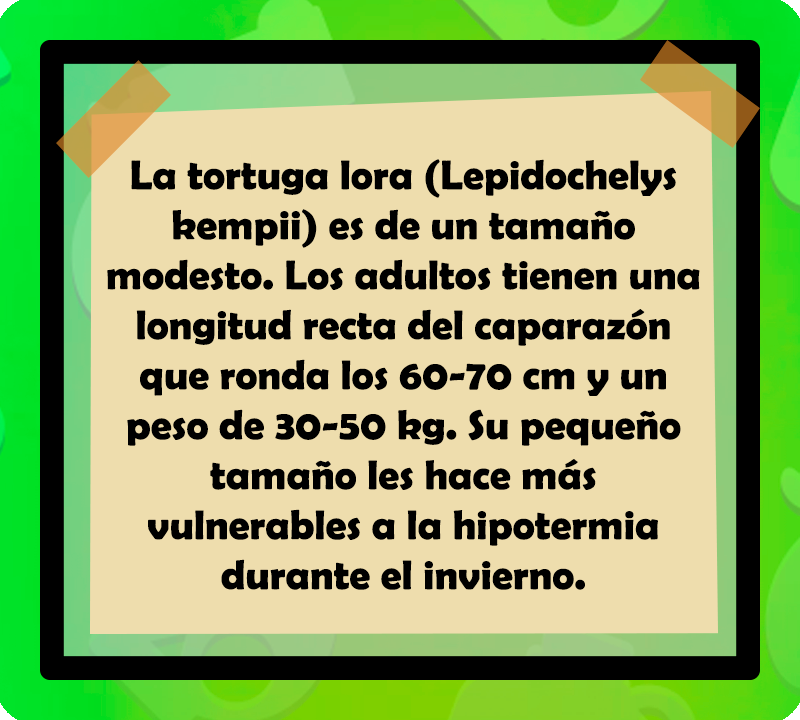 La tortuga lora (Lepidochelys
kempii) es de un tamaño
modesto. Los adultos tienen una
longitud recta del caparazón
que ronda los 60-70 cm y un
peso de 30-50 kg. Su pequeño
tamaño les hace más
vulnerables a la hipotermia
durante el invierno.